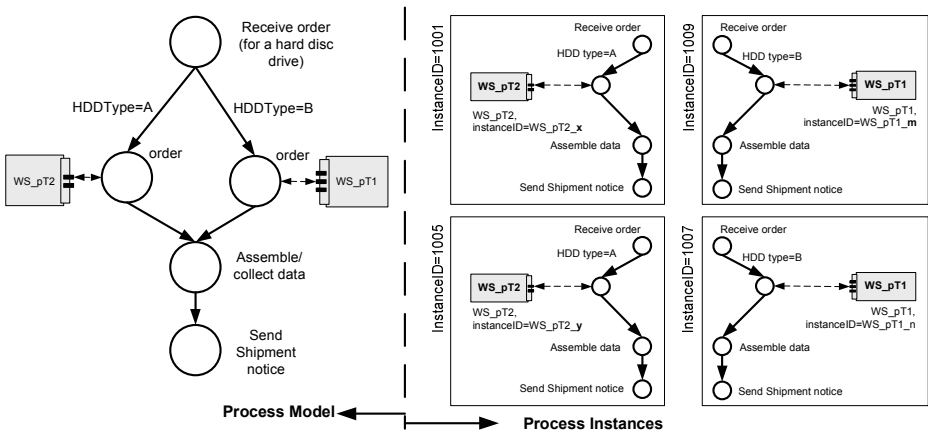 Receive order
(for a hard disc
drive)
HDDType=A
HDDType=B
order
order
WS_pT2
WS_pT1
Assemble/
collect data
Send
Shipment
notice
Process Model
Process Instances
InstanceID=1001
Receive order
HDD type=A
WS_pT2
WS_pT2,
instanceID=WS_pT2_x
Assemble data
Send Shipment notice
InstanceID=1009
Receive order
HDD type=B
WS_pT1
WS_pT1,
instanceID=WS_pT1_m
Assemble data
Send Shipment notice
InstanceID=1005
Receive order
HDD type=A
WS_pT2
WS_pT2,
instanceID=WS_pT2_y
Assemble data
Send Shipment notice
InstanceID=1007
Receive order
HDD type=B
WS_pT1
WS_pT1,
instanceID=WS_pT1_n
Assemble data
Send Shipment notice